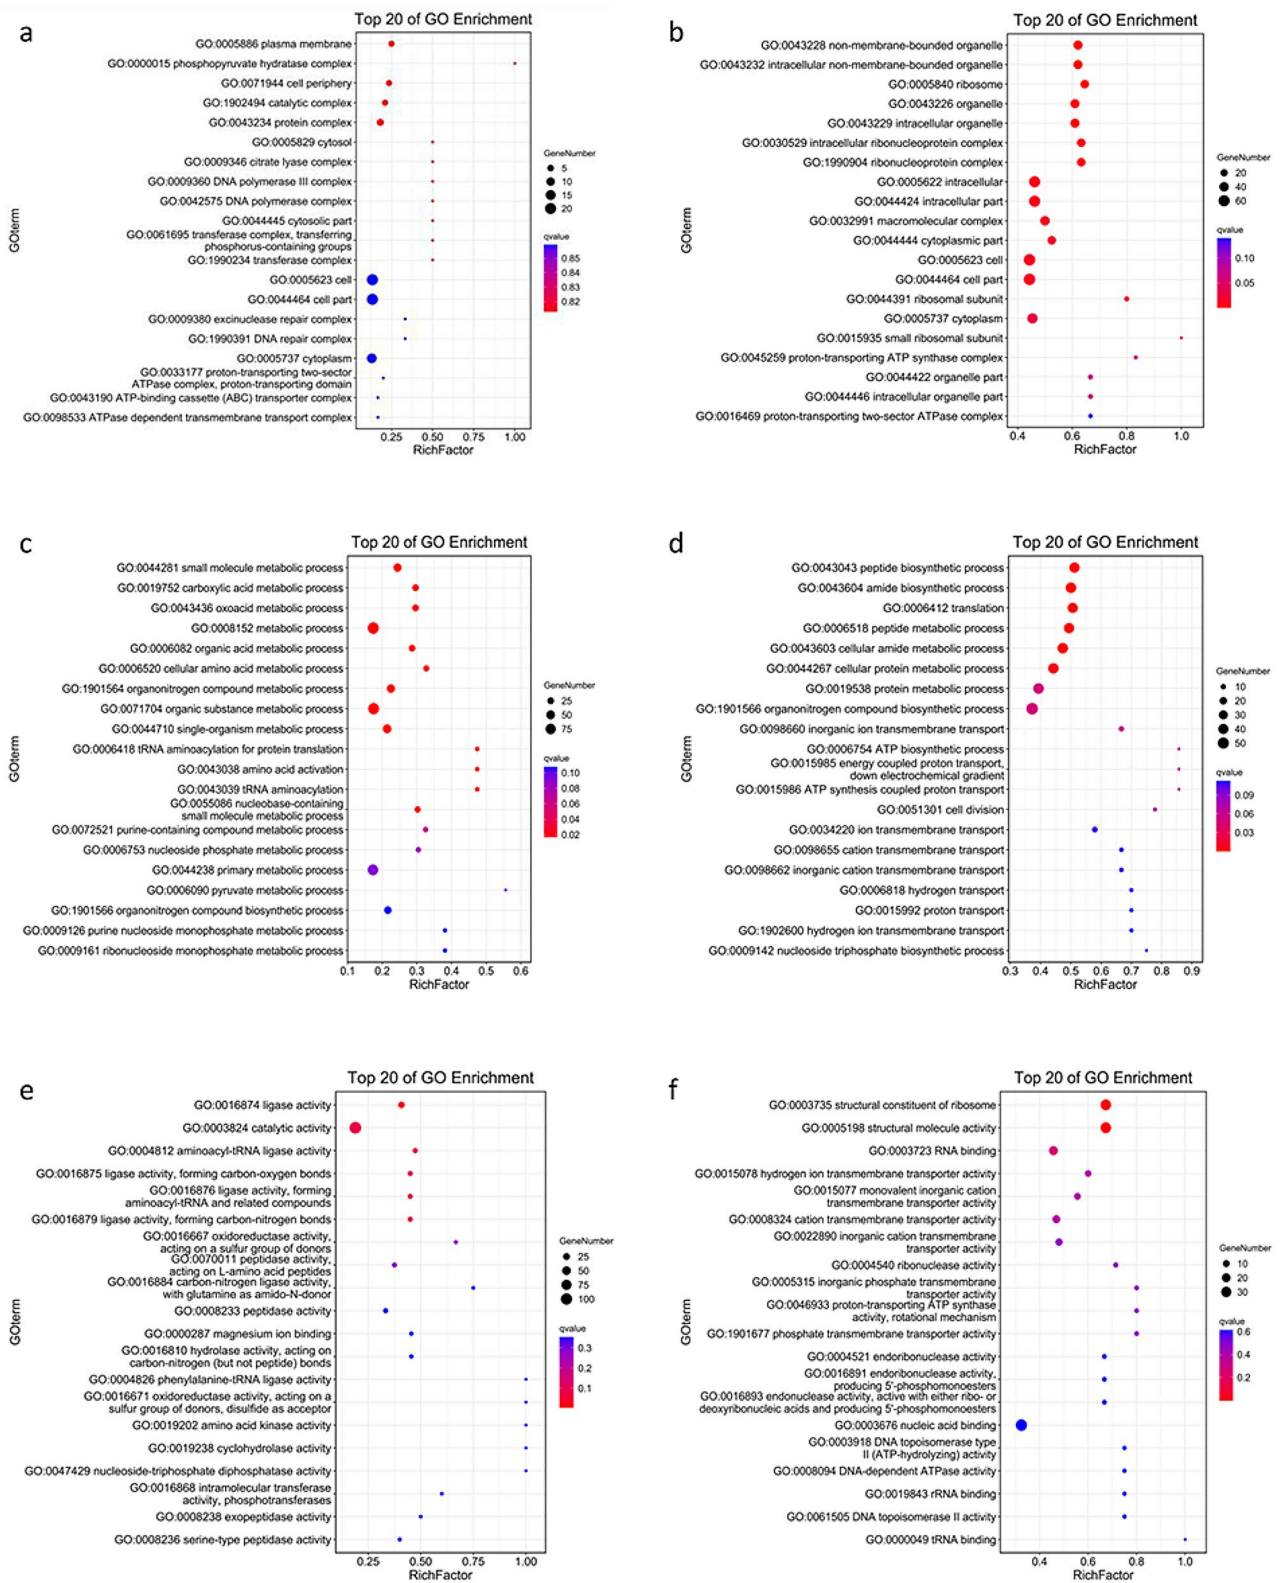 a
Top 20 of GO Enrichment
GO:0005886 plasma membrane
GO:0000015 phosphopyruvate hydratase complex
GO:0071944 cell periphery
GO:1902494 catalytic complex
GO:0043234 protein complex
GO:0005829 cytosol
GO:0009346 citrate lyase complex
GO:0009360 DNA polymerase III complex
GO:0042575 DNA polymerase complex
GO:0044445 cytosolic part
GO:0061695 transferase complex, transferring
phosphorus-containing groups
GO:1990234 transferase complex
GO:0005623 cell
GO:0044464 cell part
GO:0009380 excinuclease repair complex
GO:1990391 DNA repair complex
GO:0005737 cytoplasm
GO:0033177 proton-transporting two-sector
ATPase complex, proton-transporting domain
GO:0043190 ATP-binding cassette (ABC) transporter complex
GO:0098533 ATPase dependent transmembrane transport complex
GOterm
0.25 0.50 0.75 1.00
RichFactor
GeneNumber
5
10
15
20
qvalue
0.85
0.84
0.83
0.82
b
Top 20 of GO Enrichment
GO:0043228 non-membrane-bounded organelle
GO:0043232 intracellular non-membrane-bounded organelle
GO:0005840 ribosome
GO:0043226 organelle
GO:0043229 intracellular organelle
GO:0030529 intracellular ribonucleoprotein complex
GO:1990904 ribonucleoprotein complex
GO:0005622 intracellular
GO:0044424 intracellular part
GO:0032991 macromolecular complex
GO:0044444 cytoplasmic part
GO:0005623 cell
GO:0044464 cell part
GO:0044391 ribosomal subunit
GO:0005737 cytoplasm
GO:0015935 small ribosomal subunit
GO:0045259 proton-transporting ATP synthase complex
GO:0044422 organelle part
GO:0044446 intracellular organelle part
GO:0016469 proton-transporting two-sector ATPase complex
GOterm
0.4 0.6 0.8 1.0
RichFactor
GeneNumber
20
40
60
qvalue
0.10
0.05
c
Top 20 of GO Enrichment
GO:0044281 small molecule metabolic process
GO:0019752 carboxylic acid metabolic process
GO:0043436 oxoacid metabolic process
GO:0008152 metabolic process
GO:0006082 organic acid metabolic process
GO:0006520 cellular amino acid metabolic process
GO:1901564 organonitrogen compound metabolic process
GO:0071704 organic substance metabolic process
GO:0044710 single-organism metabolic process
GO:0006418 tRNA aminoacylation for protein translation
GO:0043038 amino acid activation
GO:0043039 tRNA aminoacylation
GO:0055086 nucleobase-containing
small molecule metabolic process
GO:0072521 purine-containing compound metabolic process
GO:0006753 nucleoside phosphate metabolic process
GO:0044238 primary metabolic process
GO:0006090 pyruvate metabolic process
GO:1901566 organonitrogen compound biosynthetic process
GO:0009126 purine nucleoside monophosphate metabolic process
GO:0009161 ribonucleoside monophosphate metabolic process
GOterm
0.1 0.2 0.3 0.4 0.5 0.6
RichFactor
GeneNumber
25
50
75
qvalue
0.10
0.08
0.06
0.04
0.02
d
Top 20 of GO Enrichment
GO:0043043 peptide biosynthetic process
GO:0043604 amide biosynthetic process
GO:0006412 translation
GO:0006518 peptide metabolic process
GO:0043603 cellular amide metabolic process
GO:0044267 cellular protein metabolic process
GO:0019538 protein metabolic process
GO:1901566 organonitrogen compound biosynthetic process
GO:0098660 inorganic ion transmembrane transport
GO:0006754 ATP biosynthetic process
GO:0015985 energy coupled proton transport,
down electrochemical gradient
GO:0015986 ATP synthesis coupled proton transport
GO:0051301 cell division
GO:0034220 ion transmembrane transport
GO:0098655 cation transmembrane transport
GO:0098662 inorganic cation transmembrane transport
GO:0006818 hydrogen transport
GO:0015992 proton transport
GO:1902600 hydrogen ion transmembrane transport
GO:0009142 nucleoside triphosphate biosynthetic process
GOterm
0.3 0.4 0.5 0.6 0.7 0.8 0.9
RichFactor
GeneNumber
10
20
30
40
50
qvalue
0.09
0.06
0.03
e
Top 20 of GO Enrichment
GO:0016874 ligase activity
GO:0003824 catalytic activity
GO:0004812 aminoacyl-tRNA ligase activity
GO:0016875 ligase activity, forming carbon-oxygen bonds
GO:0016876 ligase activity, forming
aminoacyl-tRNA and related compounds
GO:0016879 ligase activity, forming carbon-nitrogen bonds
GO:0016667 oxidoreductase activity,
acting on a sulfur group of donors
GO:0070011 peptidase activity,
acting on L-amino acid peptides
GO:0016884 carbon-nitrogen ligase activity,
with glutamine as amido-N-donor
GO:0008233 peptidase activity
GO:0000287 magnesium ion binding
GO:0016810 hydrolase activity, acting on
carbon-nitrogen (but not peptide) bonds
GO:0004826 phenylalanine-tRNA ligase activity
GO:0016671 oxidoreductase activity, acting on a
sulfur group of donors, disulfide as acceptor
GO:0019202 amino acid kinase activity
GO:0019238 cyclohydrolase activity
GO:0047429 nucleoside-triphosphate diphosphatase activity
GO:0016868 intramolecular transferase
activity, phosphotransferases
GO:0008238 exopeptidase activity
GO:0008236 serine-type peptidase activity
GOterm
0.25 0.50 0.75 1.00
RichFactor
GeneNumber
25
50
75
100
qvalue
0.3
0.2
0.1
f
Top 20 of GO Enrichment
GO:0003735 structural constituent of ribosome
GO:0005198 structural molecule activity
GO:0003723 RNA binding
GO:0015078 hydrogen ion transmembrane transporter activity
GO:0015077 monovalent inorganic cation
transmembrane transporter activity
GO:0008324 cation transmembrane transporter activity
GO:0022890 inorganic cation transmembrane
transporter activity
GO:0004540 ribonuclease activity
GO:0005315 inorganic phosphate transmembrane
transporter activity
GO:0046933 proton-transporting ATP synthase
activity, rotational mechanism
GO:1901677 phosphate transmembrane transporter activity
GO:0004521 endoribonuclease activity
GO:0016891 endoribonuclease activity,
producing 5'-phosphomonoesters
GO:0016893 endonuclease activity, active with either ribo- or
deoxyribonucleic acids and producing 5'-phosphomonoesters
GO:0003676 nucleic acid binding
GO:0003918 DNA topoisomerase type
II (ATP-hydrolyzing) activity
GO:0008094 DNA-dependent ATPase activity
GO:0019843 rRNA binding
GO:0061505 DNA topoisomerase II activity
GO:0000049 tRNA binding
GOterm
0.4 0.6 0.8 1.0
RichFactor
GeneNumber
10
20
30
qvalue
0.6
0.4
0.2